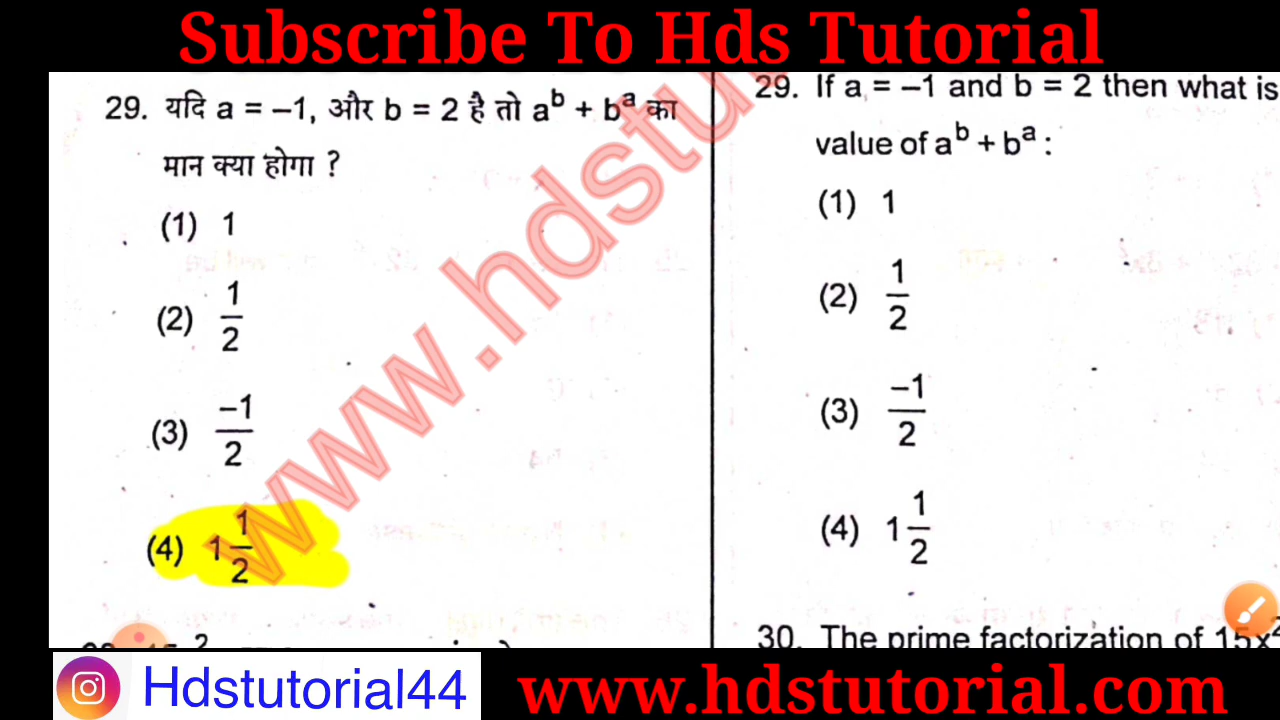 Subscribe To Hds Tutorial
29. यदि a = –1, और b = 2 है तो a^b + b^a का
मान क्या होगा ?
(1) 1
(2) 1/2
(3) –1/2
(4) 1 1/2
29. If a = –1 and b = 2 then what is
value of a^b + b^a :
(1) 1
(2) 1/2
(3) –1/2
(4) 1 1/2
30. The prime factorization of 15x²
www.hdstu
Hdstutorial44
www.hdstutorial.com